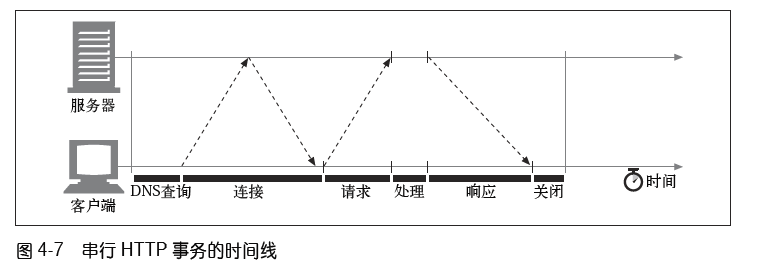 服务器
客户端
DNS查询 连接 请求 处理 响应 关闭 时间
图 4-7 串行 HTTP 事务的时间线